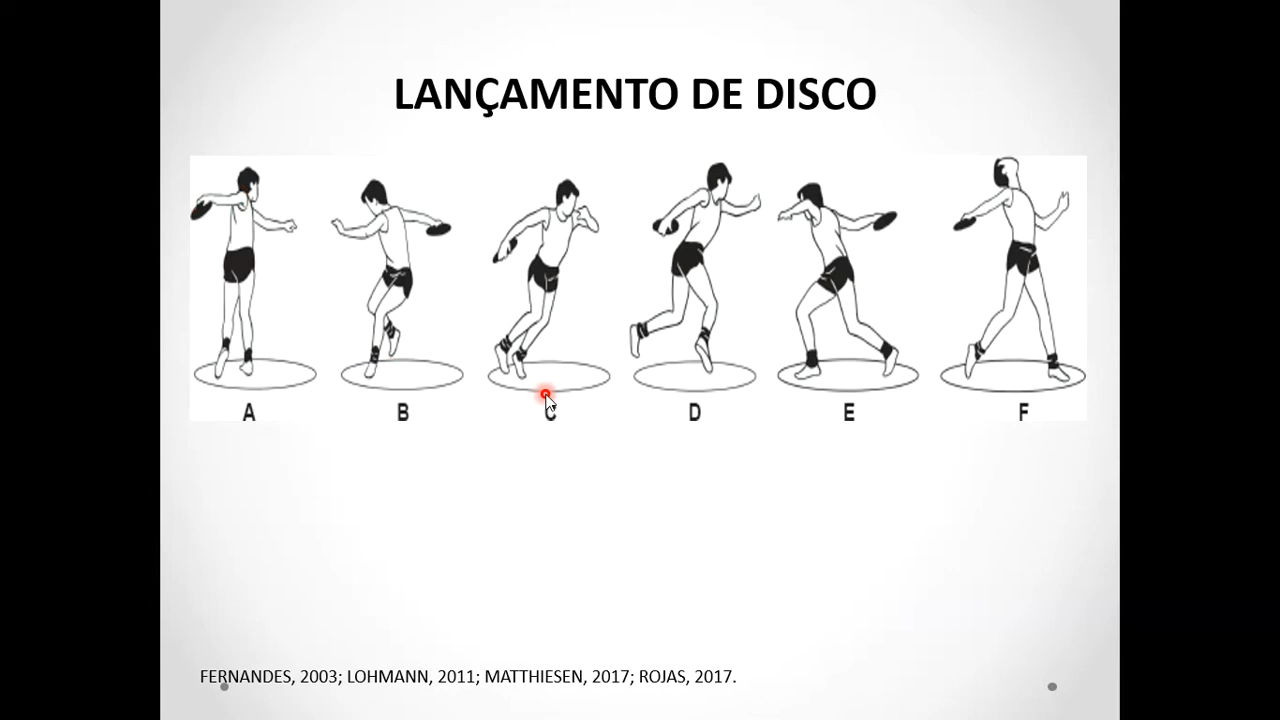 LANÇAMENTO DE DISCO
A B C D E F
FERNANDES, 2003; LOHMANN, 2011; MATTHIESEN, 2017; ROJAS, 2017.